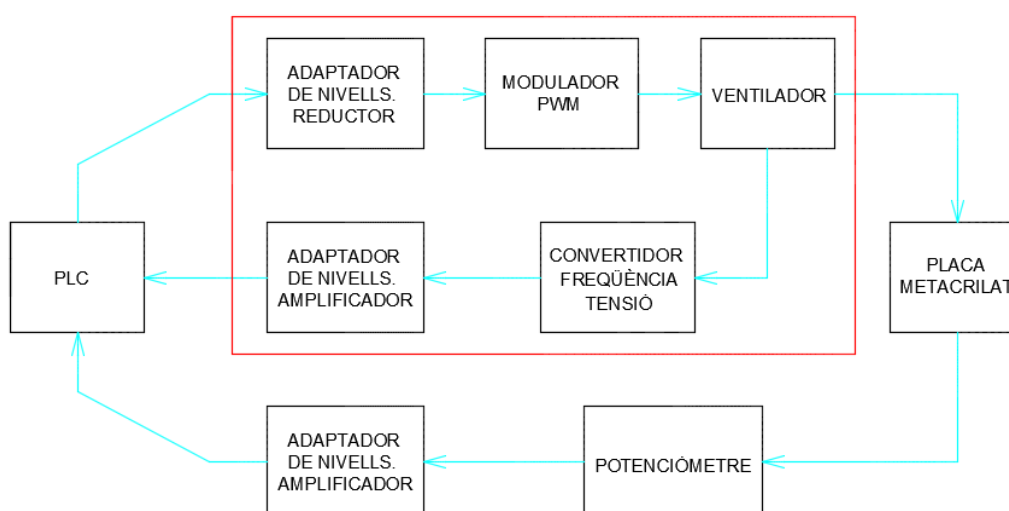 ADAPTADOR
DE NIVELLS.
REDUCTOR
MODULADOR
PWM
VENTILADOR
PLC
ADAPTADOR
DE NIVELLS.
AMPLIFICADOR
CONVERTIDOR
FREQÜÈNCIA
TENSIÓ
PLACA
METACRILAT
ADAPTADOR
DE NIVELLS.
AMPLIFICADOR
POTENCIÓMETRE